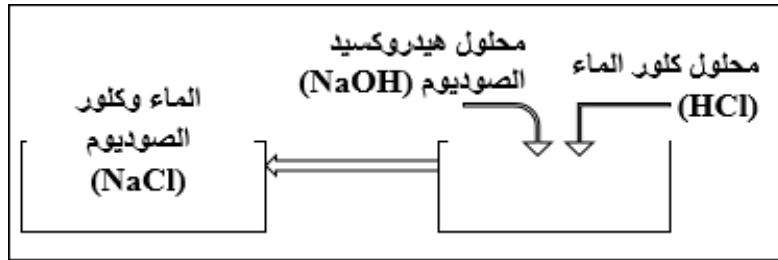 محلول كلور الماء
(HCl)
محلول هيدروكسيد
الصوديوم (NaOH)
الماء وكلور
الصوديوم
(NaCl)